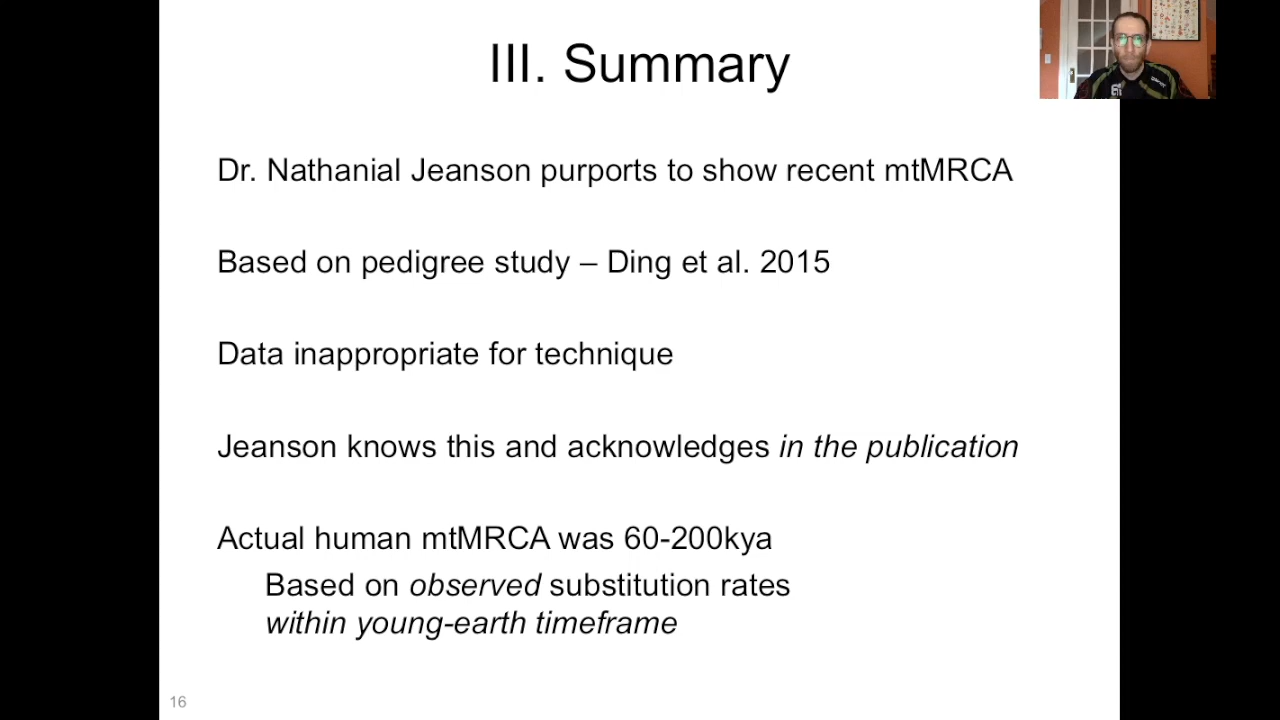 III. Summary
Dr. Nathanial Jeanson purports to show recent mtMRCA
Based on pedigree study – Ding et al. 2015
Data inappropriate for technique
Jeanson knows this and acknowledges in the publication
Actual human mtMRCA was 60-200kya
Based on observed substitution rates
within young-earth timeframe
16